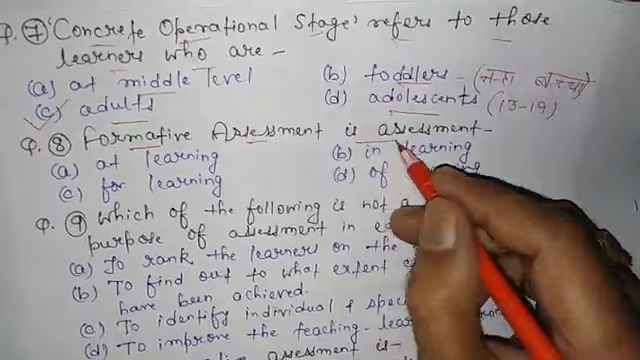 Q. ⑦ 'Concrete Operational Stage' refers to those
learners who are -
(a) at middle level (b) toddlers - (नन्हा बच्चो)
(c) adults (d) adolescents (13-19)
Q. ⑧ Formative Assessment is assessment-
(a) at learning (b) in learning
(c) for learning (d) of
Q. ⑨ Which of the following is not a
purpose of assessment in
(a) To rank the learners on the
(b) To find out to what extent
have been achieved.
(c) To identify individual &
(d) To improve the teaching-
assessment is-